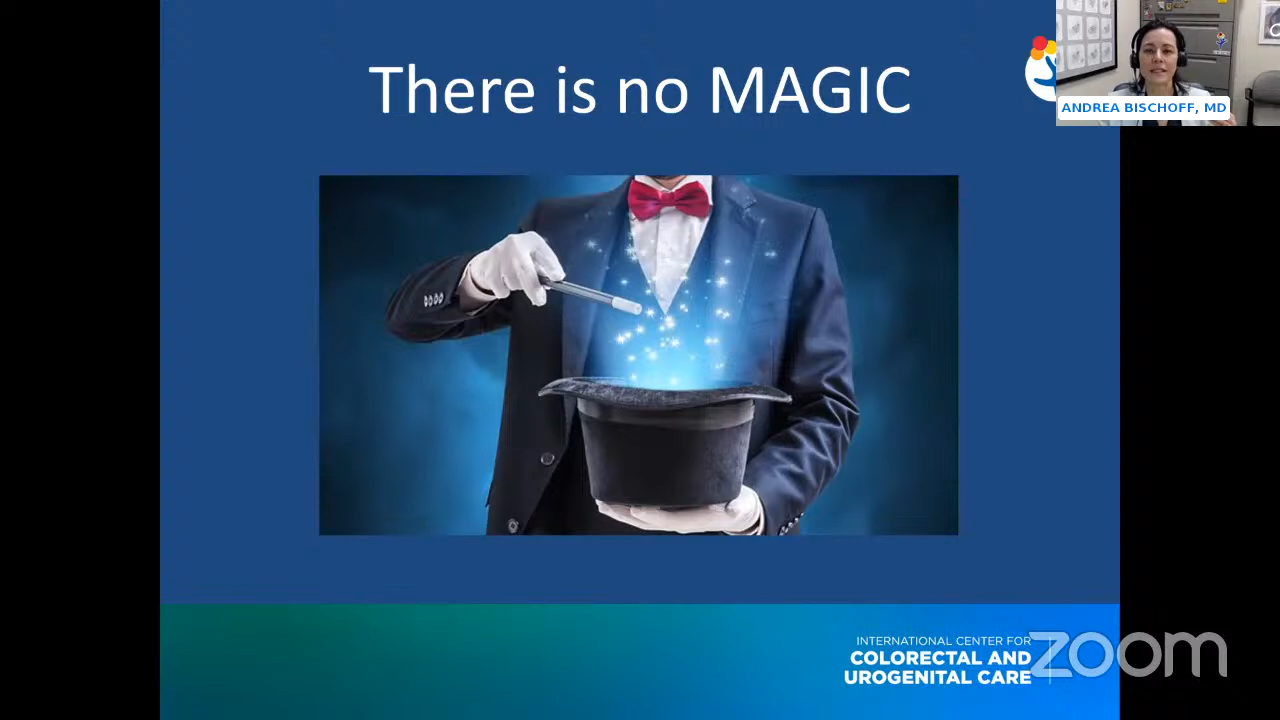 There is no MAGIC
ANDREA BISCHOFF, MD
INTERNATIONAL CENTER FOR
COLORECTAL AND
UROGENITAL CARE
zoom